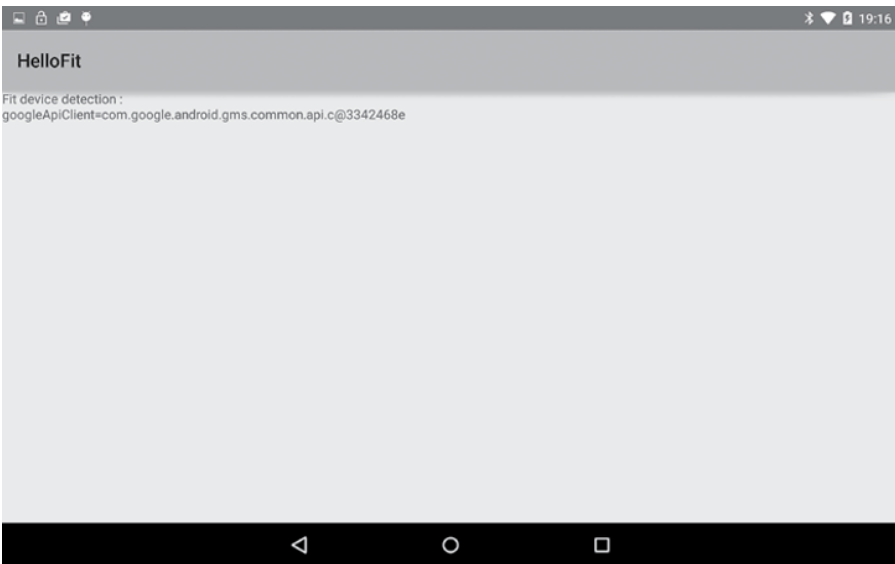 19:16
HelloFit
Fit device detection :
googleApiClient=com.google.android.gms.common.api.c@3342468e